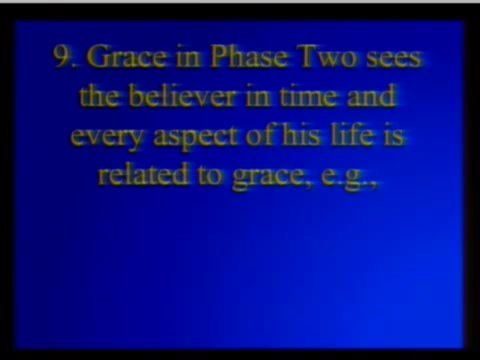 9. Grace in Phase Two sees
the believer in time and
every aspect of his life is
related to grace, e.g.,